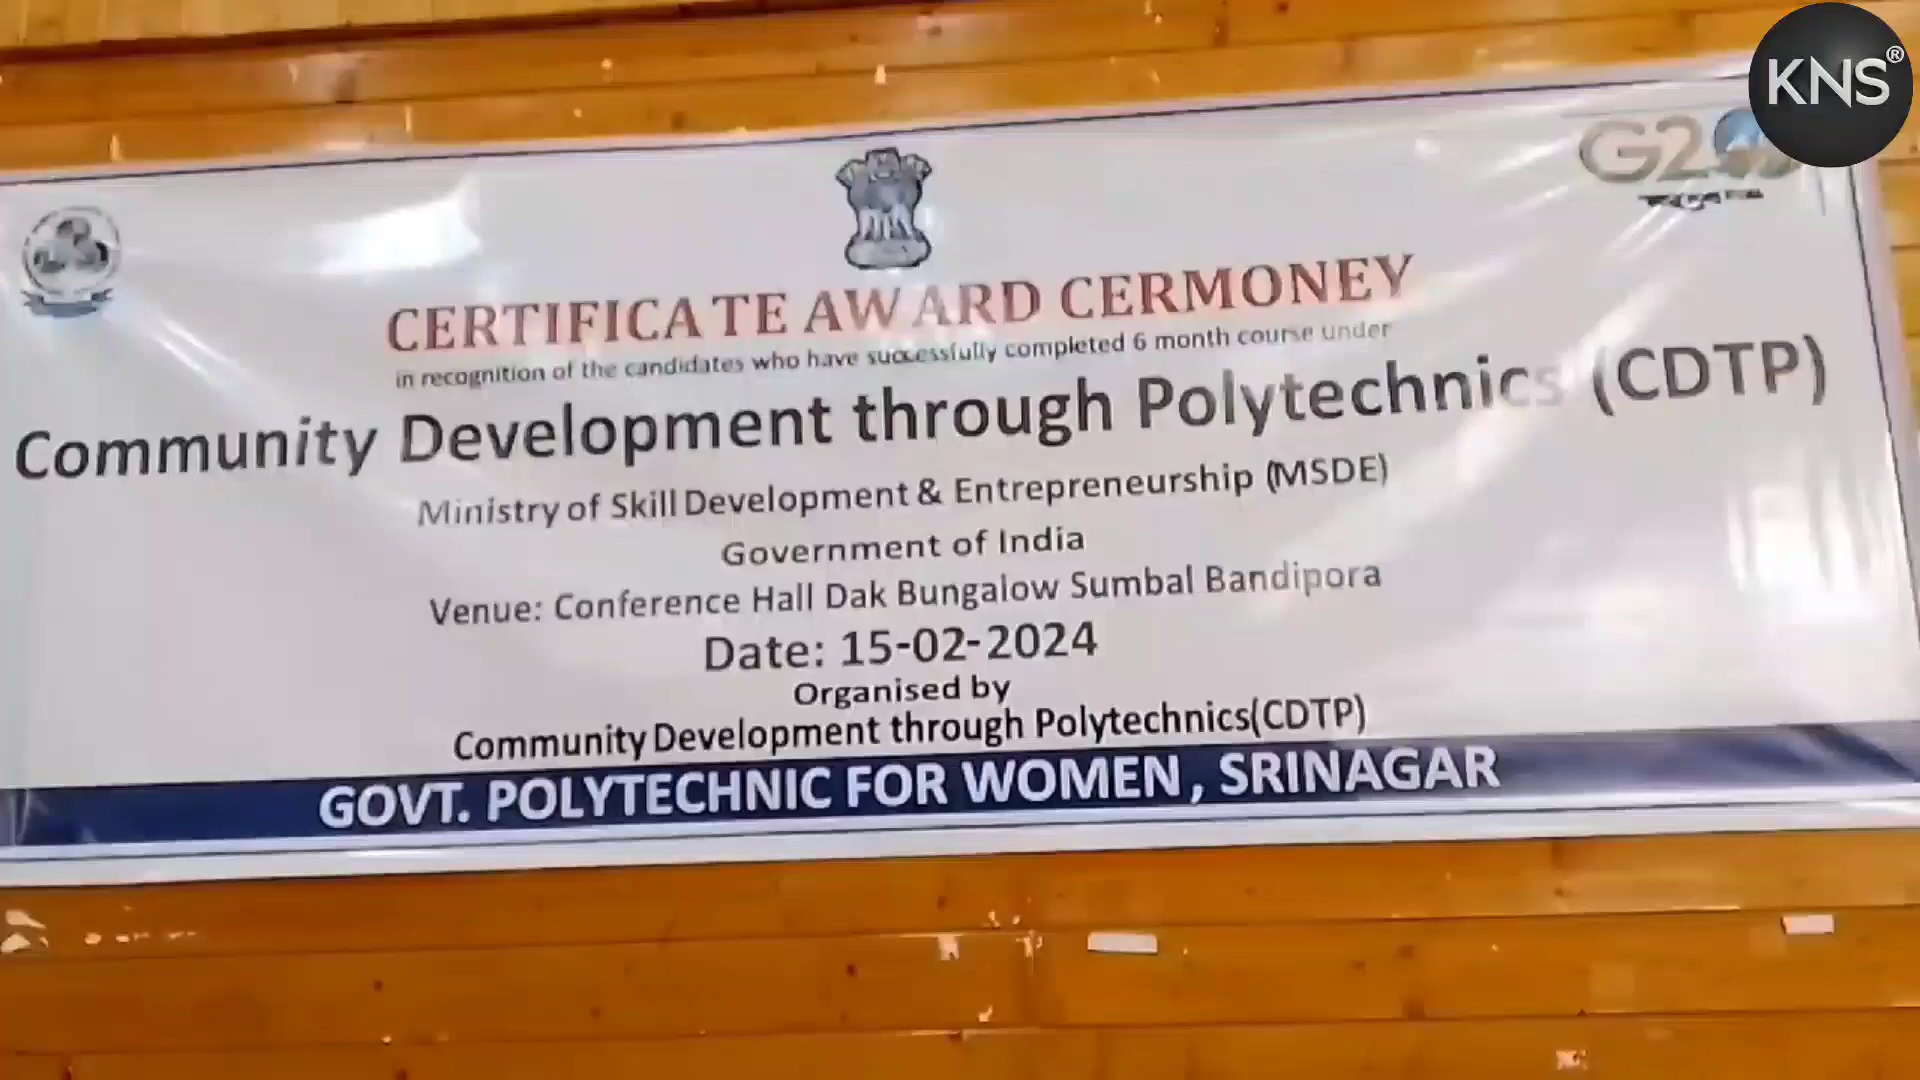 KNS®
G20
CERTIFICATE AWARD CERMONEY
in recognition of the candidates who have successfully completed 6 month course under
Community Development through Polytechnics (CDTP)
Ministry of Skill Development & Entrepreneurship (MSDE)
Government of India
Venue: Conference Hall Dak Bungalow Sumbal Bandipora
Date: 15-02-2024
Organised by
Community Development through Polytechnics(CDTP)
GOVT. POLYTECHNIC FOR WOMEN, SRINAGAR